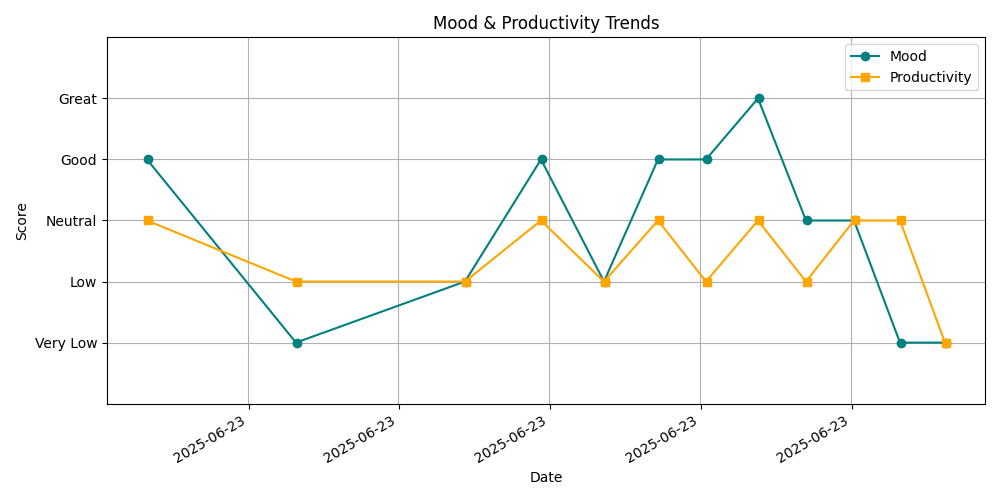 Mood & Productivity Trends
Mood
Productivity
Great
Good
Neutral
Low
Very Low
Score
2025-06-23
2025-06-23
2025-06-23
2025-06-23
2025-06-23
Date